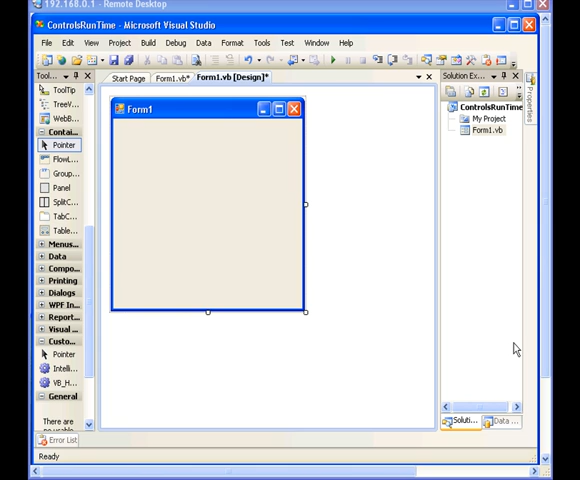 192.168.0.1 - Remote Desktop
ControlsRunTime - Microsoft Visual Studio
File Edit View Project Build Debug Data Format Tools Test Window Help
Start Page Form1.vb* Form1.vb [Design]*
Too...
ToolTip
TreeV...
WebB...
Contai...
Pointer
FlowL...
Group...
Panel
SplitC...
TabC...
Table...
Menus...
Data
Compo...
Printing
Dialogs
WPF In...
Report...
Visual ...
Custo...
Pointer
Intelli...
VB_H...
General
There are
Form1
Solution Ex...
ControlsRunTime
My Project
Form1.vb
Soluti...
Data ...
Properties
Error List
Ready